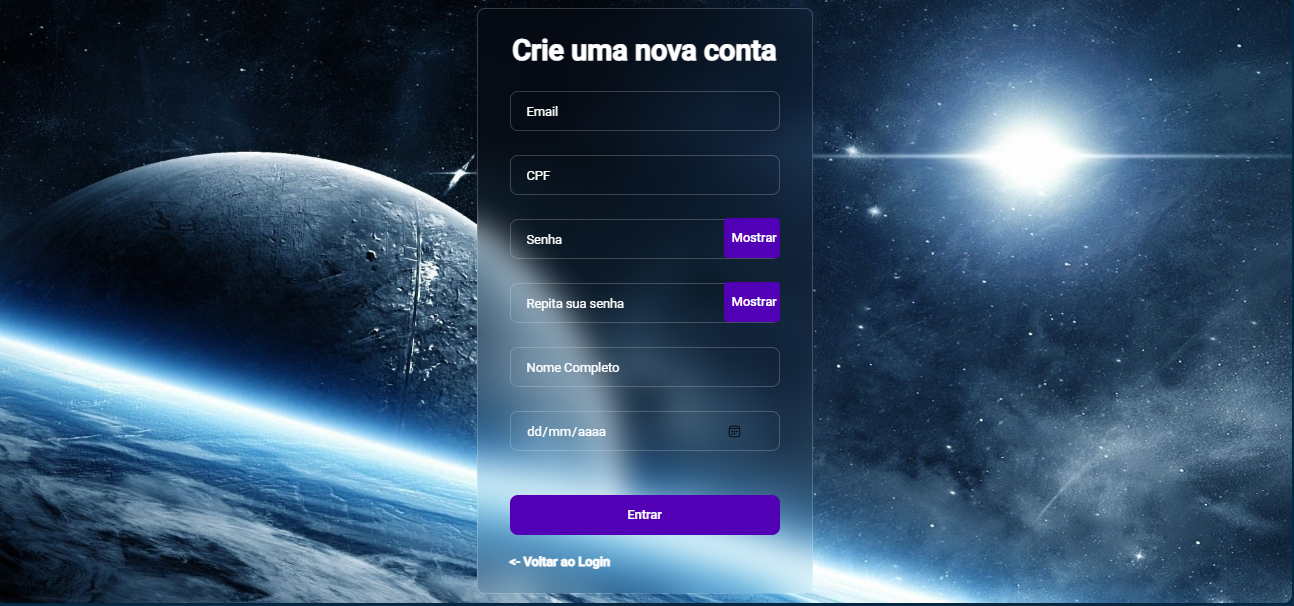 Crie uma nova conta
Email
CPF
Senha
Mostrar
Repita sua senha
Mostrar
Nome Completo
dd/mm/aaaa
Entrar
<- Voltar ao Login